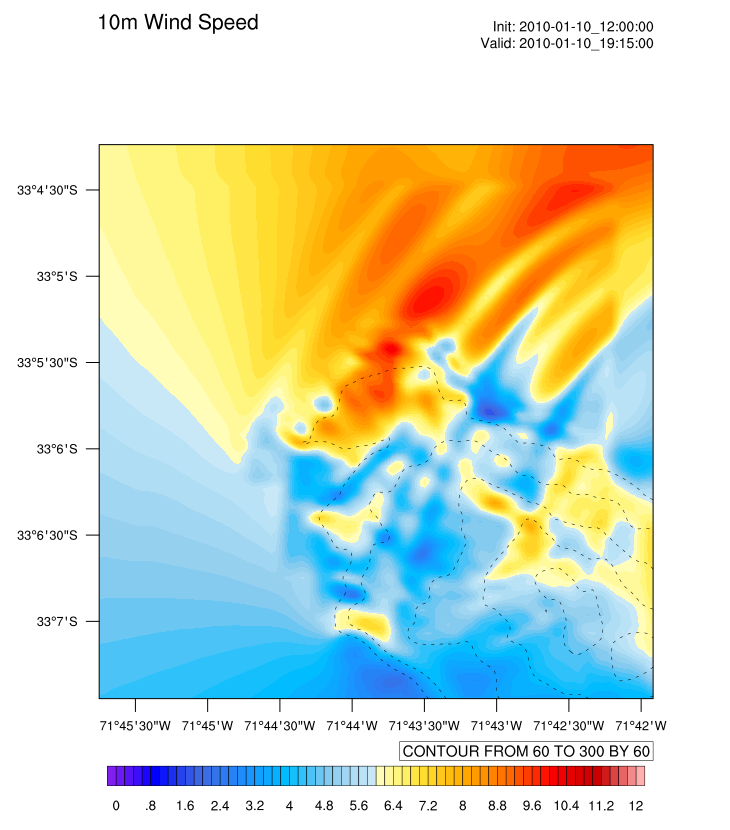 10m Wind Speed
Init: 2010-01-10_12:00:00
Valid: 2010-01-10_19:15:00
33°4'30"S
33°5'S
33°5'30"S
33°6'S
33°6'30"S
33°7'S
71°45'30"W 71°45'W 71°44'30"W 71°44'W 71°43'30"W 71°43'W 71°42'30"W 71°42'W
CONTOUR FROM 60 TO 300 BY 60
0 .8 1.6 2.4 3.2 4 4.8 5.6 6.4 7.2 8 8.8 9.6 10.4 11.2 12